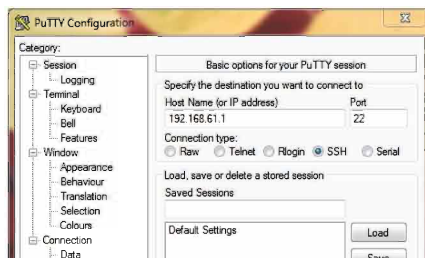 PuTTY Configuration
Category:
Session
Logging
Terminal
Keyboard
Bell
Features
Window
Appearance
Behaviour
Translation
Selection
Colours
Connection
Data
Basic options for your PuTTY session
Specify the destination you want to connect to
Host Name (or IP address) Port
192.168.61.1 22
Connection type:
Raw Telnet Rlogin SSH Serial
Load, save or delete a stored session
Saved Sessions
Default Settings
Load
Save